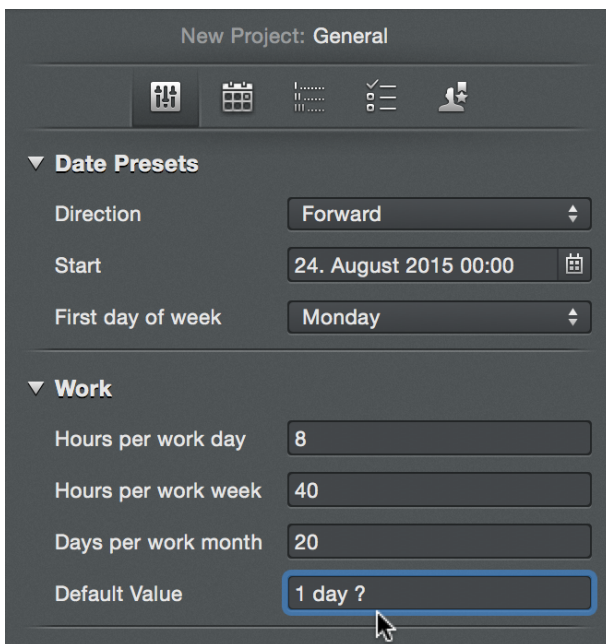 New Project: General
Date Presets
Direction Forward
Start 24. August 2015 00:00
First day of week Monday
Work
Hours per work day 8
Hours per work week 40
Days per work month 20
Default Value 1 day ?